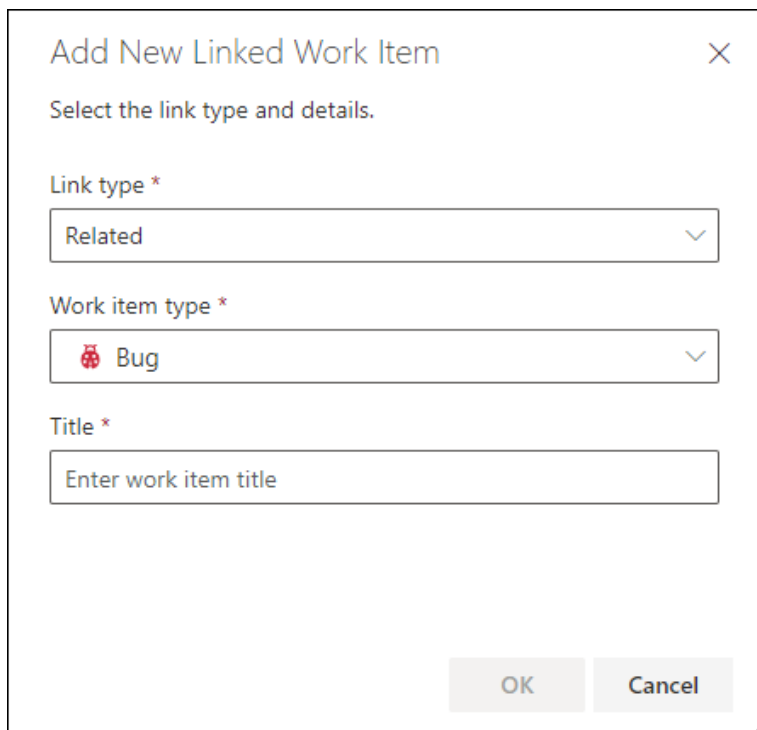 Add New Linked Work Item
Select the link type and details.
Link type *
Related
Work item type *
Bug
Title *
Enter work item title
OK
Cancel